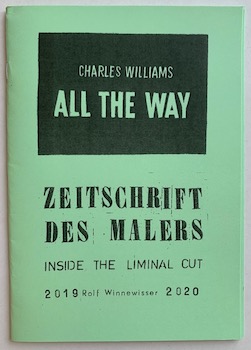 CHARLES WILLIAMS
ALL THE WAY
ZEITSCHRIFT
DES MALERS
INSIDE THE LIMINAL CUT
2019 Rolf Winnewisser 2020